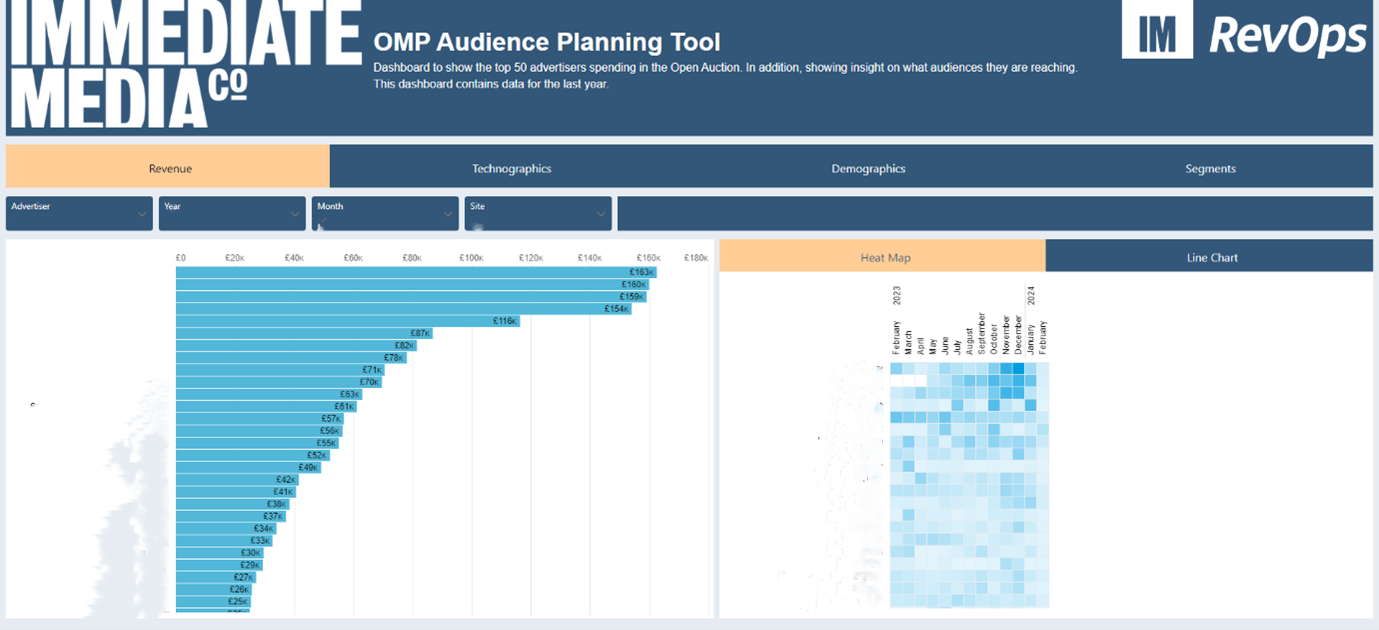 IMMEDIATE
MEDIA CO
OMP Audience Planning Tool
Dashboard to show the top 50 advertisers spending in the Open Auction. In addition, showing insight on what audiences they are reaching.
This dashboard contains data for the last year.
IM RevOps
Revenue Technographics Demographics Segments
Advertiser Year Month Site
£0 £20K £40K £60K £80K £100K £120K £140K £160K £180K
£163K
£160K
£159K
£154K
£116K
£87K
£82K
£78K
£71K
£70K
£63K
£61K
£57K
£56K
£55K
£52K
£49K
£42K
£41K
£38K
£37K
£34K
£33K
£30K
£29K
£27K
£26K
£25K
Heat Map Line Chart
2023 2024
February
March
April
May
June
July
August
September
October
November
December
January
February